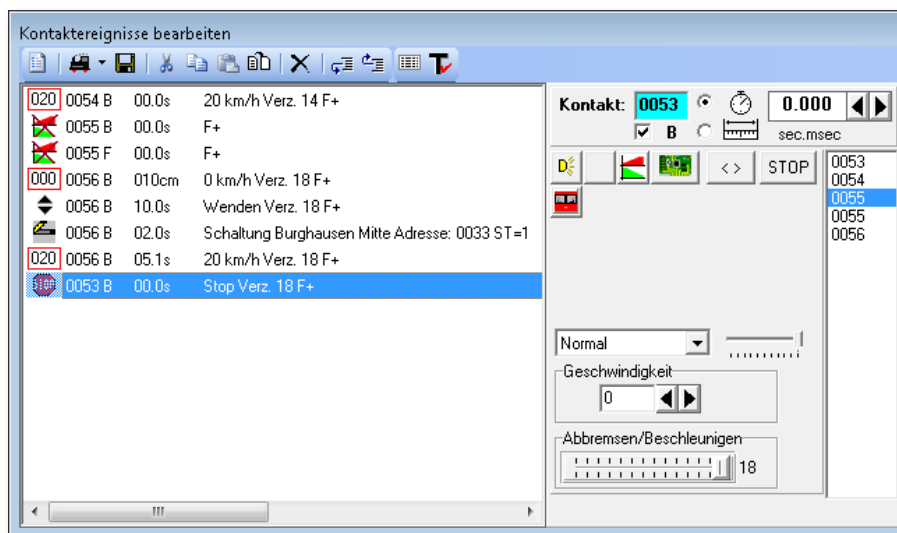 Kontaktereignisse bearbeiten
020 0054 B 00.0s 20 km/h Verz. 14 F+
0055 B 00.0s F+
0055 F 00.0s F+
000 0056 B 010cm 0 km/h Verz. 18 F+
0056 B 10.0s Wenden Verz. 18 F+
0056 B 02.0s Schaltung Burghausen Mitte Adresse: 0033 ST=1
020 0056 B 05.1s 20 km/h Verz. 18 F+
STOP 0053 B 00.0s Stop Verz. 18 F+
Kontakt: 0053 0.000
B sec.msec
D < > STOP
0053
0054
0055
0055
0056
Normal
Geschwindigkeit
0
Abbremsen/Beschleunigen
18